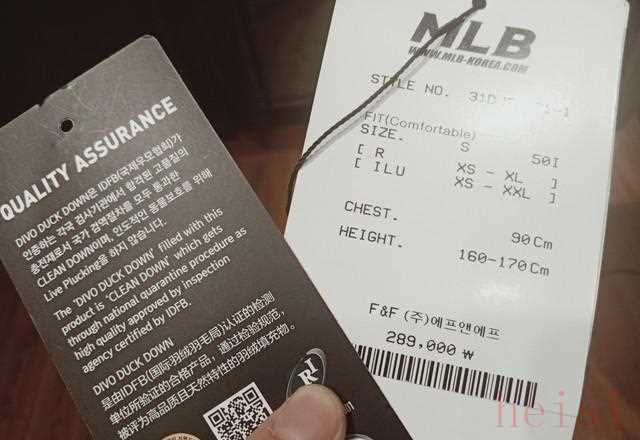 QUALITY ASSURANCE
DIVO DUCK DOWN은 IDFB(국제우모협회)가
인증하는 각국 검사기관에서 합격된 고품질의
충전재로서 국가 검역절차를 모두 통과한
CLEAN DOWN이며, 인도적인 동물보호를 위해
Live Plucking을 하지 않습니다.
The 'DIVO DUCK DOWN' filled with this
product is 'CLEAN DOWN' which gets
through national quarantine procedure as
high quality approved by inspection
agency certified by IDFB.
DIVO DUCK DOWN
是由IDFB(国际羽绒羽毛局)认证的检测
单位所验证的合格产品, 通过检验规范,
被评为高品质且天然特性的羽绒填充物。
MLB
WWW.MLB-KOREA.COM
STYLE NO. 31D
FIT(Comfortable)
SIZE. S 50I
[ R XS - XL ]
[ ILU XS - XXL ]
CHEST. 90Cm
HEIGHT. 160-170Cm
F&F (주)에프앤에프
289,000 ₩
heisl